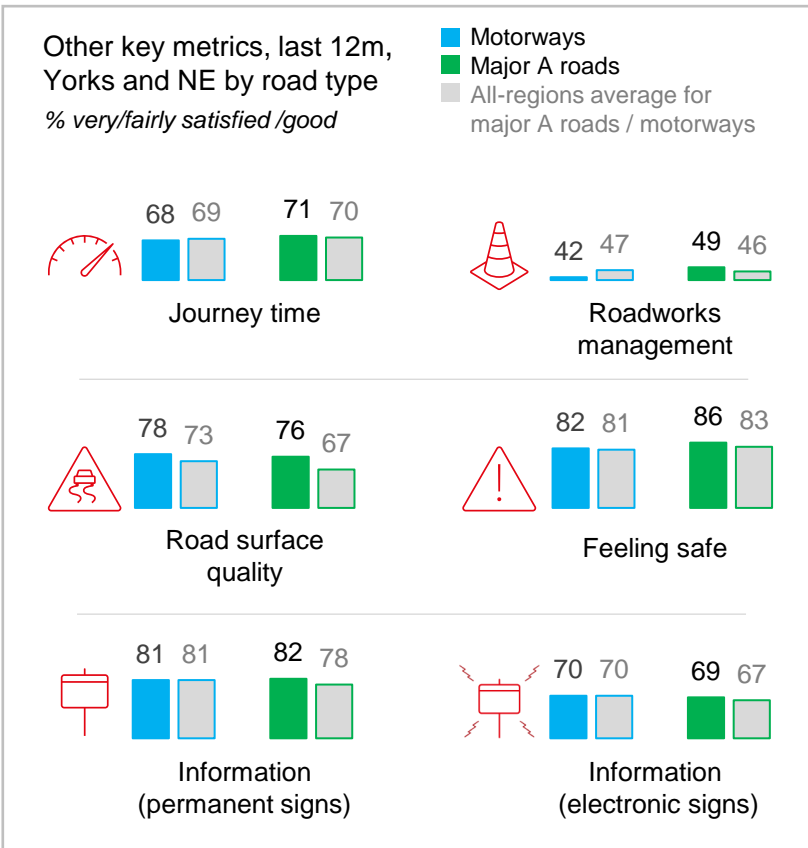 Other key metrics, last 12m,
Yorks and NE by road type
% very/fairly satisfied /good
Motorways
Major A roads
All-regions average for
major A roads / motorways
68 69 71 70
Journey time
42 47 49 46
Roadworks
management
78 73 76 67
Road surface
quality
82 81 86 83
Feeling safe
81 81 82 78
Information
(permanent signs)
70 70 69 67
Information
(electronic signs)